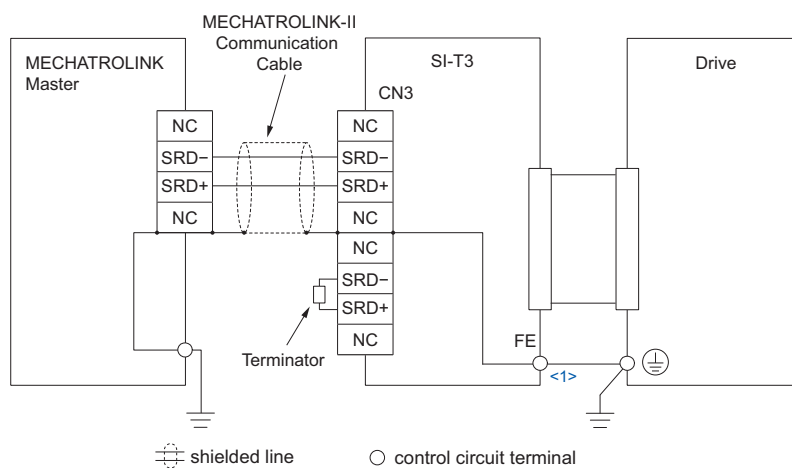 MECHATROLINK-II
Communication
Cable
MECHATROLINK
Master
SI-T3
Drive
CN3
NC
SRD−
SRD+
NC
NC
SRD−
SRD+
NC
NC
SRD−
SRD+
NC
Terminator
FE
<1>
shielded line
control circuit terminal